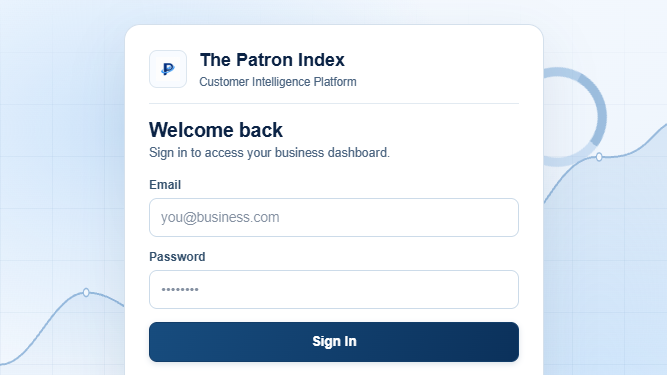 P
The Patron Index
Customer Intelligence Platform
Welcome back
Sign in to access your business dashboard.
Email
you@business.com
Password
••••••••
Sign In